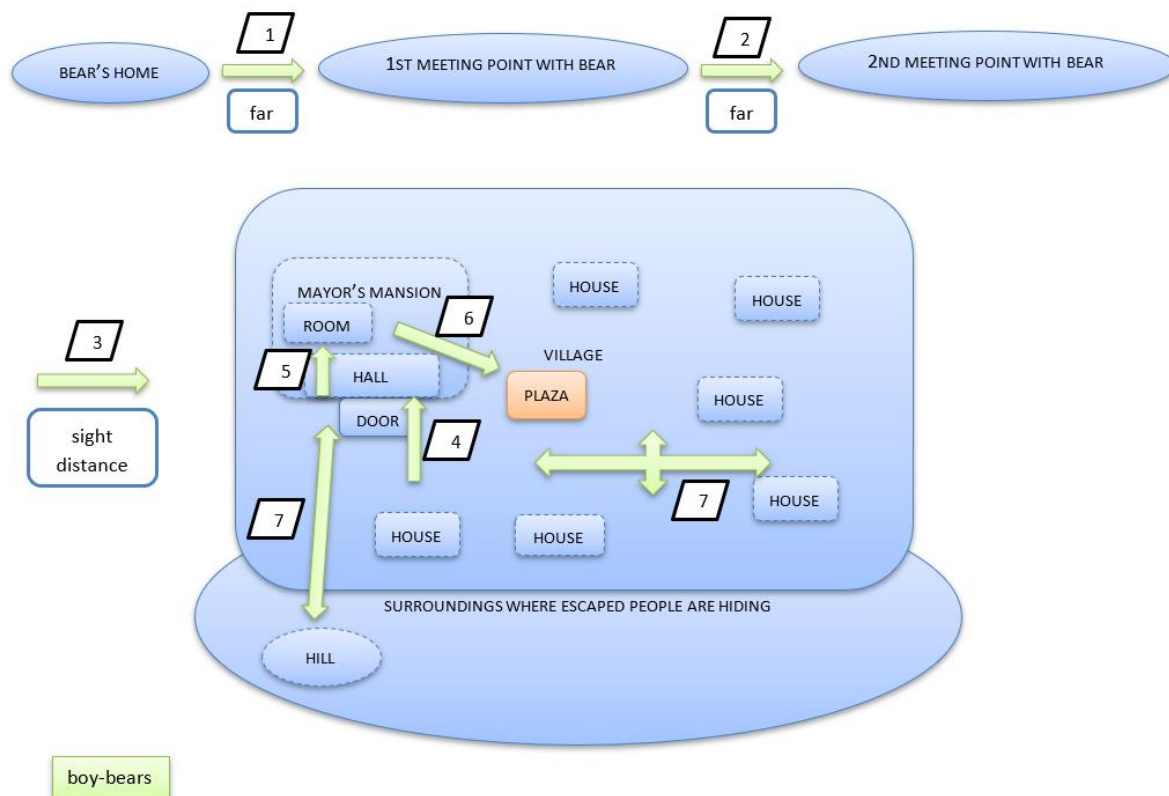 1
2
BEAR'S HOME
1ST MEETING POINT WITH BEAR
2ND MEETING POINT WITH BEAR
far
far
MAYOR'S MANSION
HOUSE
HOUSE
ROOM
6
3
VILLAGE
5
HALL
PLAZA
HOUSE
DOOR
4
sight
distance
7
7
HOUSE
HOUSE
HOUSE
SURROUNDINGS WHERE ESCAPED PEOPLE ARE HIDING
HILL
boy-bears